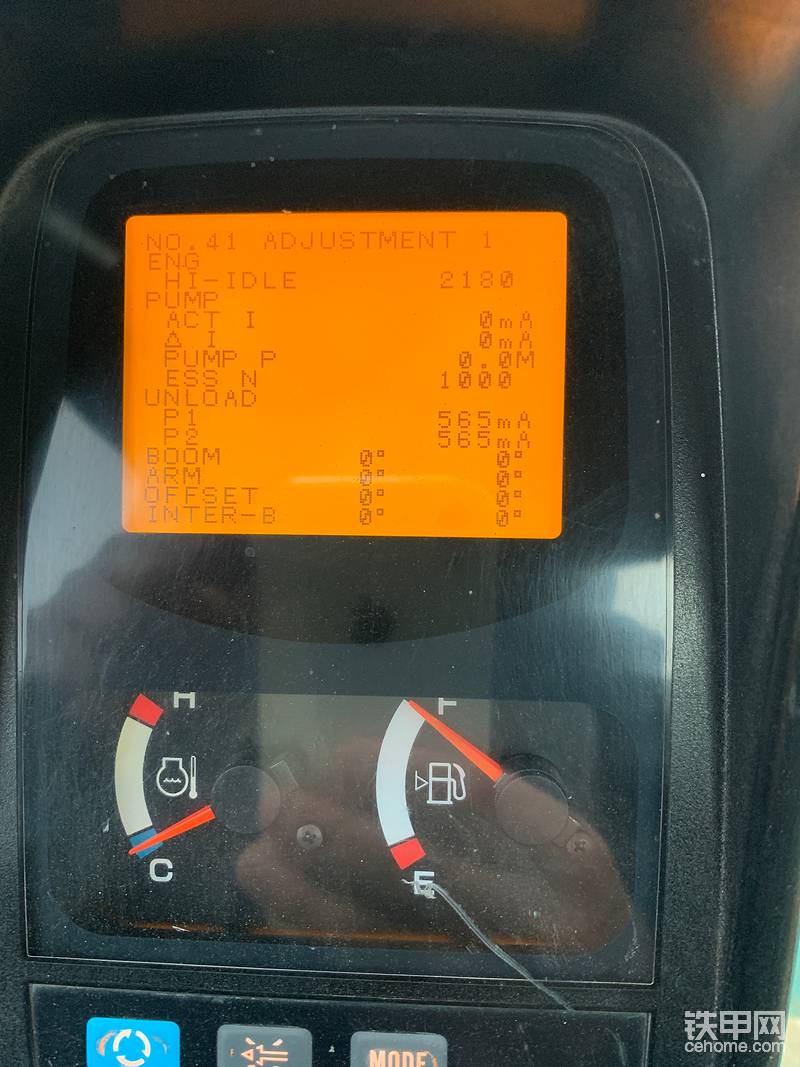 NO.41 ADJUSTMENT 1
ENG
HI-IDLE 2180
PUMP
ACT I 0mA
Δ I 0mA
PUMP P 0.0M
ESS N 1000
UNLOAD
P1 565mA
P2 565mA
BOOM 0° 0°
ARM 0° 0°
OFFSET 0° 0°
INTER-B 0° 0°
H
F
C
E
MODE
铁甲网
cehome.com